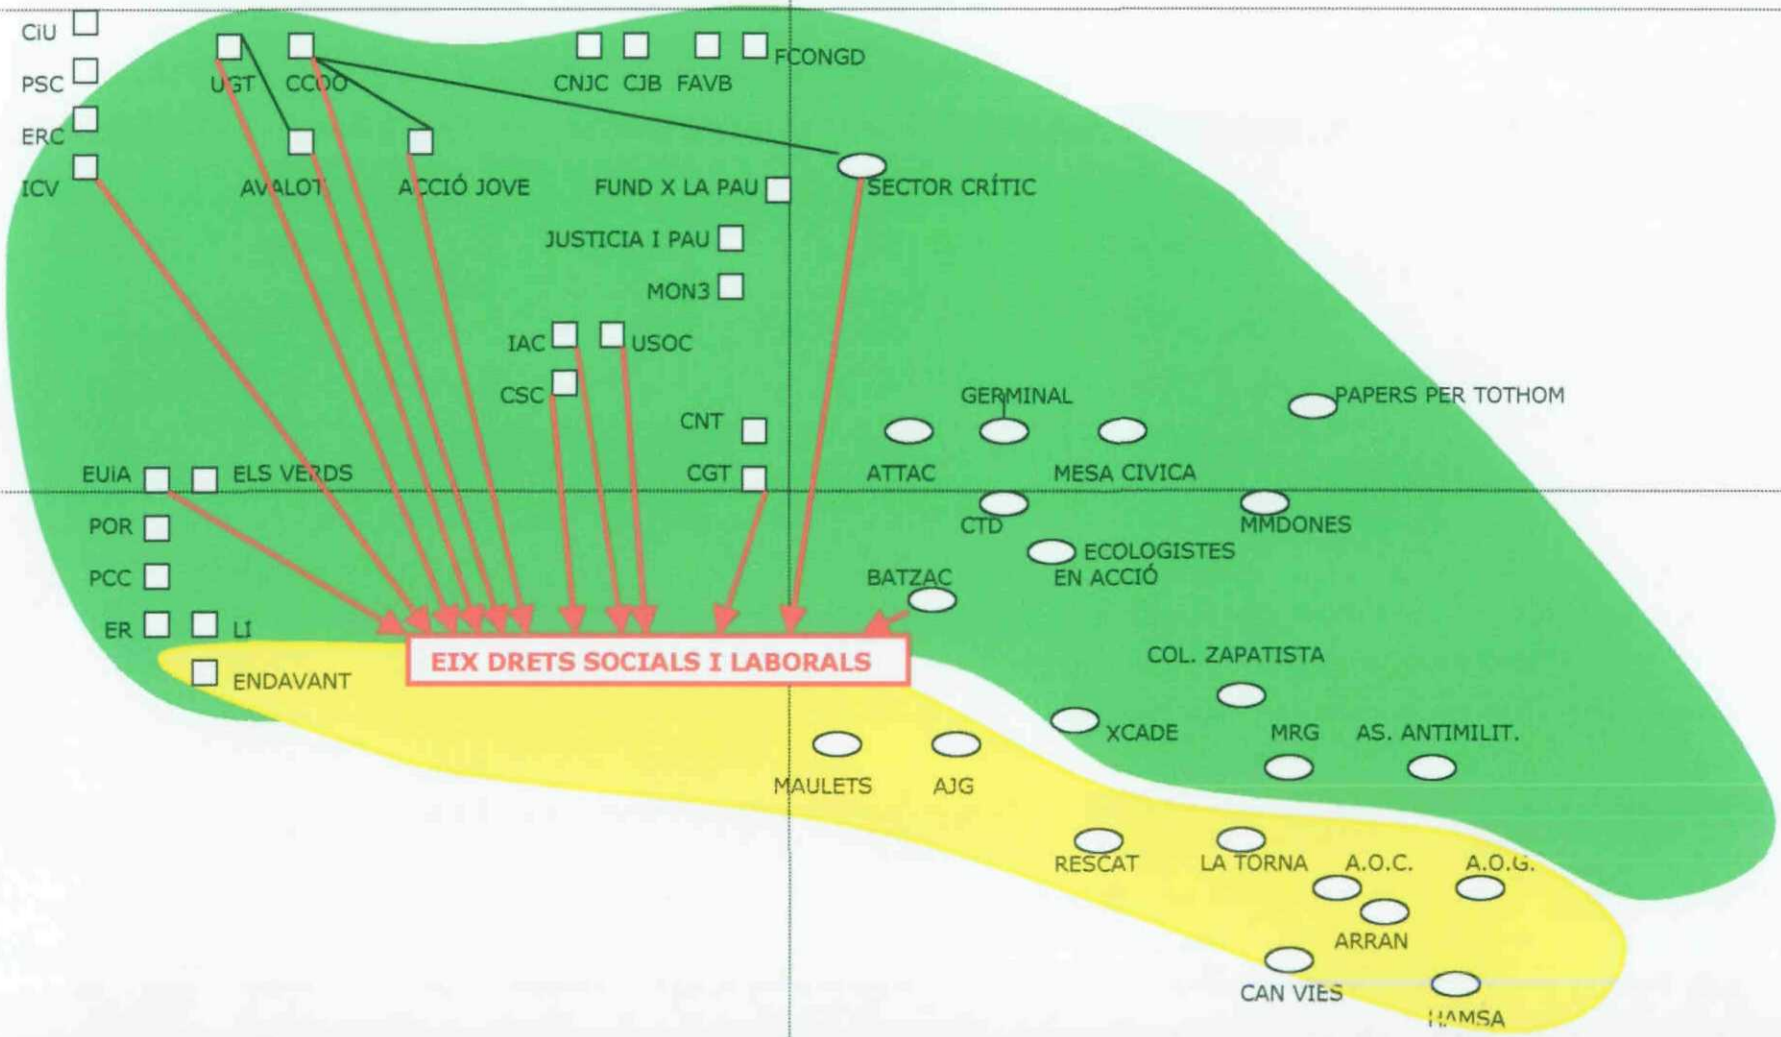 CiU
PSC
ERC
ICV
UGT
CCOO
CNJC
CJB
FAVB
FCONGD
AVALOT
ACCIÓ JOVE
FUND X LA PAU
SECTOR CRÍTIC
JUSTICIA I PAU
MON3
IAC
USOC
CSC
CNT
GERMINAL
PAPERS PER TOTHOM
EUiA
ELS VERDS
CGT
ATTAC
MESA CIVICA
POR
CTD
MMDONES
ECOLOGISTES
EN ACCIÓ
PCC
BATZAC
ER
LI
EIX DRETS SOCIALS I LABORALS
COL. ZAPATISTA
ENDAVANT
XCADE
MRG
AS. ANTIMILIT.
MAULETS
AJG
RESCAT
LA TORNA
A.O.C.
A.O.G.
ARRAN
CAN VIES
HAMSA